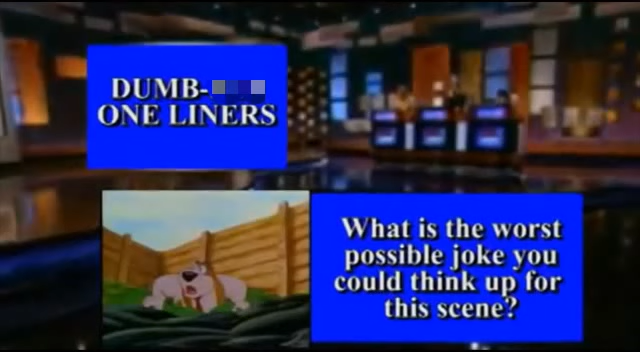 DUMB-
ONE LINERS
What is the worst
possible joke you
could think up for
this scene?